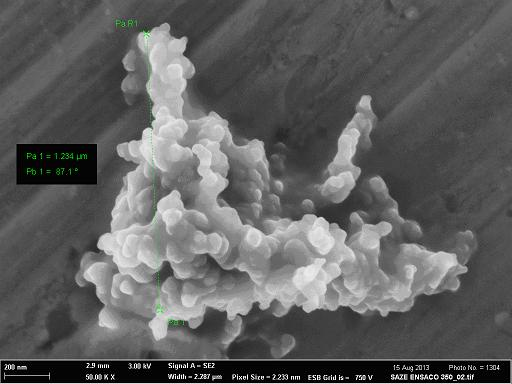 Pa R1
Pa 1 = 1.234 µm
Pb 1 = 87.1 °
Pa 1
200 nm
2.9 mm 3.00 kV Signal A = SE2 15 Aug 2013 Photo No. = 1304
50.00 K X Width = 2.287 µm Pixel Size = 2.233 nm ESB Grid is = 750 V SAZE ENSACO 350_02.tif